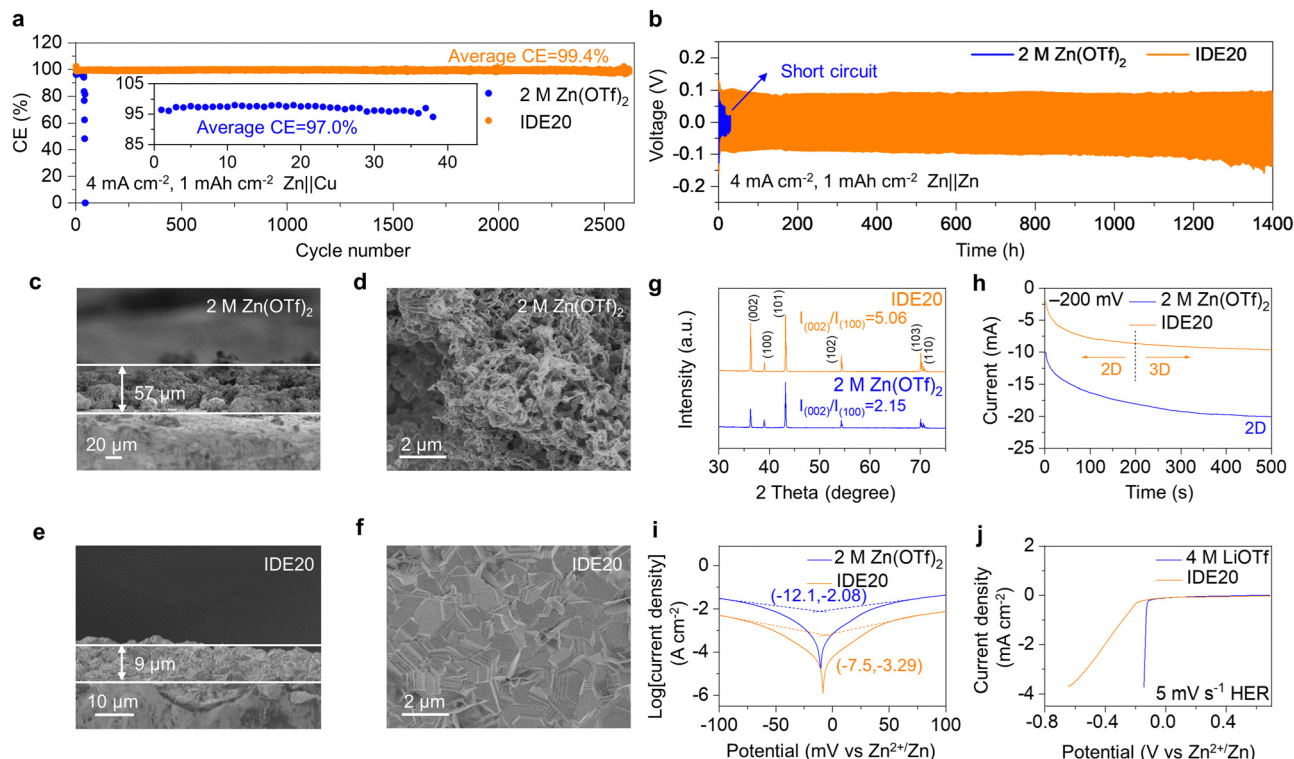 a
120
100
80
60
40
20
0
CE (%)
Average CE=99.4%
105
95
85
Average CE=97.0%
0
10
20
30
40
2 M Zn(OTf)₂
IDE20
4 mA cm⁻², 1 mAh cm⁻² Zn||Cu
0
500
1000
1500
2000
2500
Cycle number
b
0.2
0.1
0.0
-0.1
-0.2
Voltage (V)
2 M Zn(OTf)₂
IDE20
Short circuit
4 mA cm⁻², 1 mAh cm⁻² Zn||Zn
0
200
400
600
800
1000
1200
1400
Time (h)
c
2 M Zn(OTf)₂
57 µm
20 µm
d
2 M Zn(OTf)₂
2 µm
e
IDE20
9 µm
10 µm
f
IDE20
2 µm
g
Intensity (a.u.)
(002)
(100)
(101)
(102)
(103)
(110)
IDE20
I(002)/I(100)=5.06
2 M Zn(OTf)₂
I(002)/I(100)=2.15
30
40
50
60
70
2 Theta (degree)
h
0
-5
-10
-15
-20
-25
Current (mA)
–200 mV
2 M Zn(OTf)₂
IDE20
2D
3D
2D
0
100
200
300
400
500
Time (s)
i
0
-2
-4
-6
Log[current density]
(A cm⁻²)
2 M Zn(OTf)₂
IDE20
(-12.1,-2.08)
(-7.5,-3.29)
-100
-50
0
50
100
Potential (mV vs Zn²⁺/Zn)
j
2
0
-2
-4
Current density
(mA cm⁻²)
4 M LiOTf
IDE20
5 mV s⁻¹ HER
-0.8
-0.4
0.0
0.4
Potential (V vs Zn²⁺/Zn)